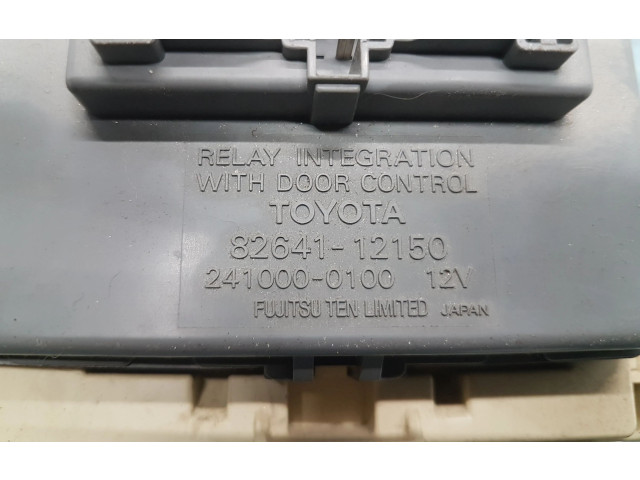 RELAY INTEGRATION
WITH DOOR CONTROL
TOYOTA
82641-12150
241000-0100 12V
FUJITSU TEN LIMITED JAPAN